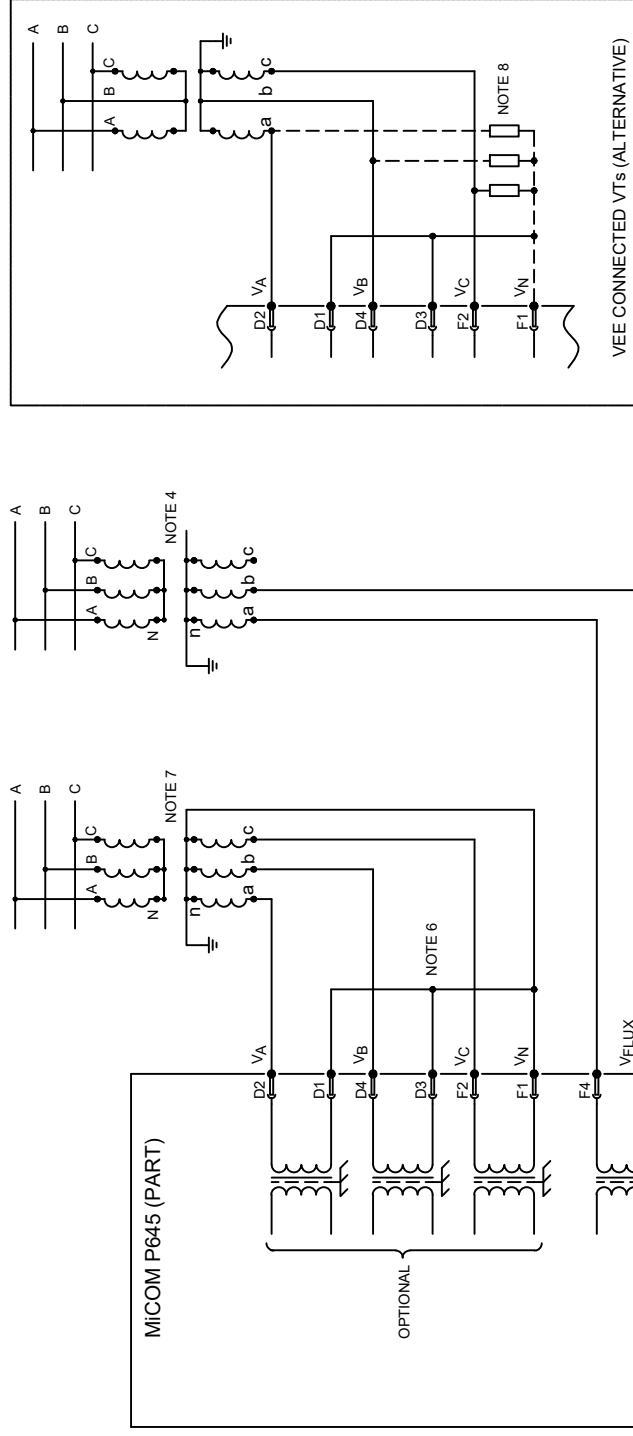 MiCOM P645 (PART)
OPTIONAL
D2
VA
D1
D4
VB
D3
NOTE 6
F2
VC
F1
VN
F4
VFLUX
A
B
C
A
B
C
N
NOTE 7
n
a
b
c
A
B
C
A
B
C
N
NOTE 4
n
a
b
c
A
B
C
A
B
C
a
b
c
D2
VA
D1
D4
VB
D3
F2
VC
F1
VN
NOTE 8
VEE CONNECTED VTs (ALTERNATIVE)